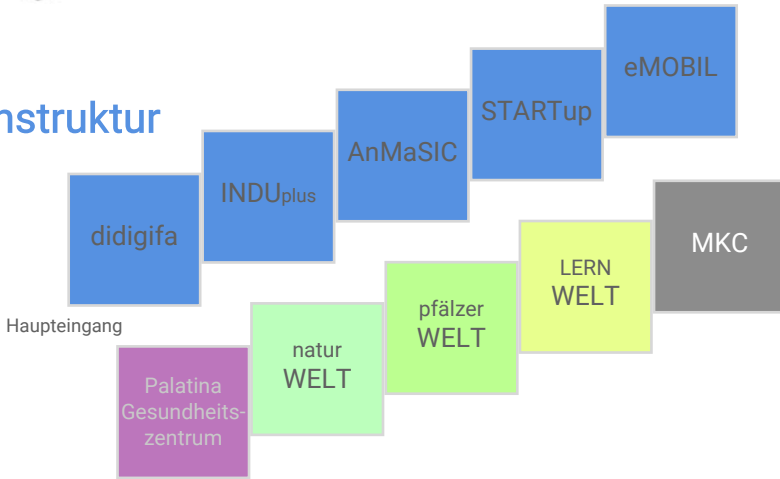 nstruktur
eMOBIL
STARTup
AnMaSIC
INDUplus
didigifa
MKC
LERN
WELT
pfälzer
WELT
natur
WELT
Haupteingang
Palatina
Gesundheits-
zentrum